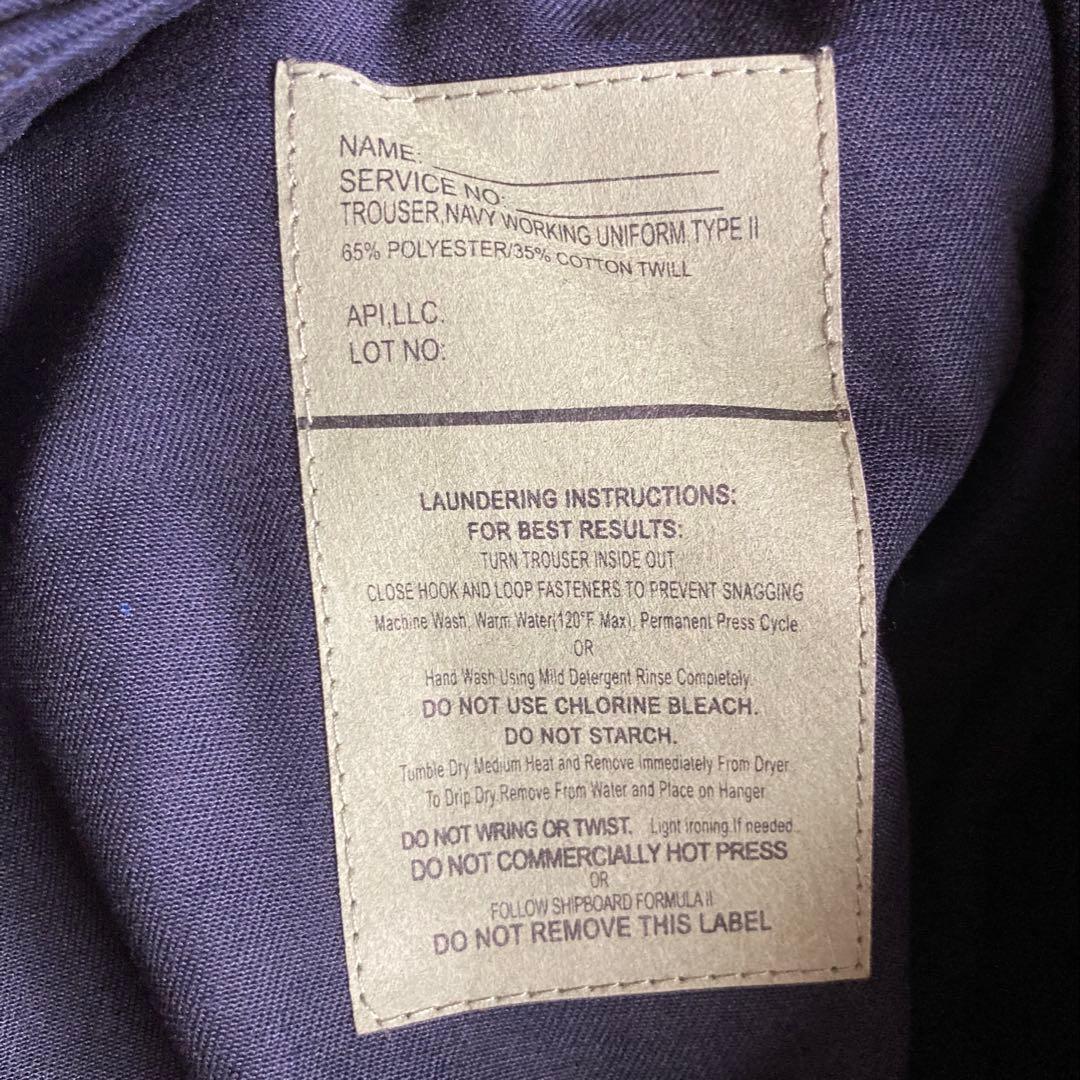 NAME:
SERVICE NO:
TROUSER,NAVY WORKING UNIFORM,TYPE II
65% POLYESTER/35% COTTON TWILL
API,LLC.
LOT NO:
LAUNDERING INSTRUCTIONS:
FOR BEST RESULTS:
TURN TROUSER INSIDE OUT
CLOSE HOOK AND LOOP FASTENERS TO PREVENT SNAGGING
Machine Wash, Warm Water(120°F Max), Permanent Press Cycle
OR
Hand Wash Using Mild Detergent Rinse Completely.
DO NOT USE CHLORINE BLEACH.
DO NOT STARCH.
Tumble Dry Medium Heat and Remove Immediately From Dryer
To Drip Dry,Remove From Water and Place on Hanger
DO NOT WRING OR TWIST. Light ironing.If needed.
DO NOT COMMERCIALLY HOT PRESS
OR
FOLLOW SHIPBOARD FORMULA II
DO NOT REMOVE THIS LABEL